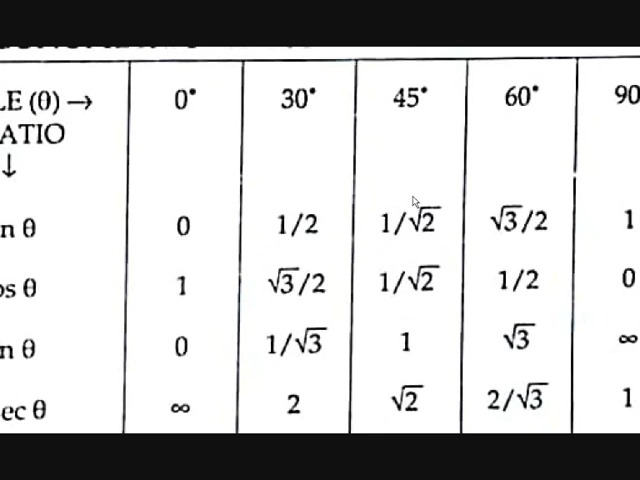 LE (θ) → 0° 30° 45° 60° 90
ATIO
↓
n θ 0 1/2 1/√2 √3/2 1
os θ 1 √3/2 1/√2 1/2 0
n θ 0 1/√3 1 √3 ∞
ec θ ∞ 2 √2 2/√3 1